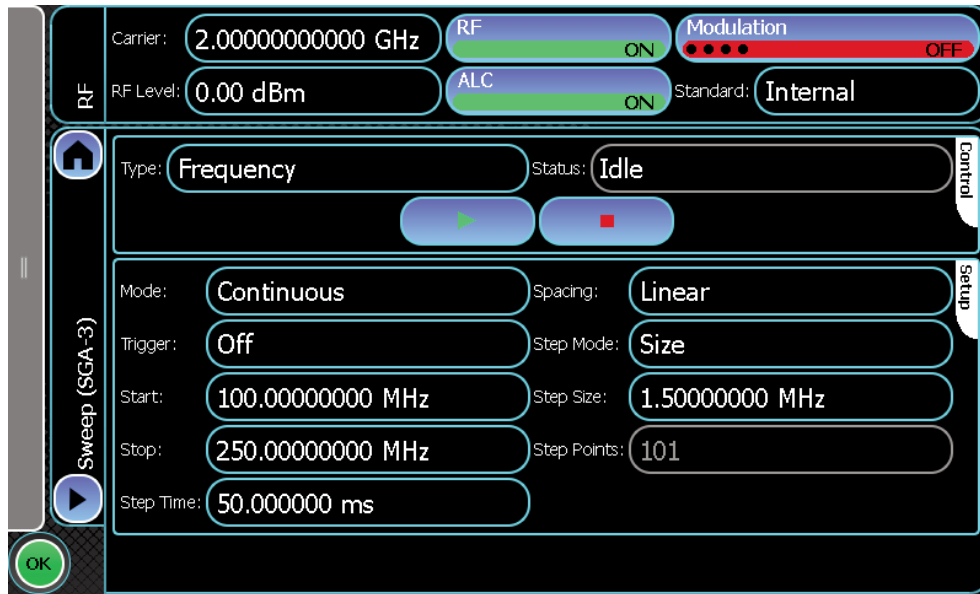 RF
Carrier: 2.00000000000 GHz RF ON Modulation OFF
RF Level: 0.00 dBm ALC ON Standard: Internal
Sweep (SGA-3)
Control
Type: Frequency Status: Idle
Setup
Mode: Continuous Spacing: Linear
Trigger: Off Step Mode: Size
Start: 100.00000000 MHz Step Size: 1.50000000 MHz
Stop: 250.00000000 MHz Step Points: 101
Step Time: 50.000000 ms
OK